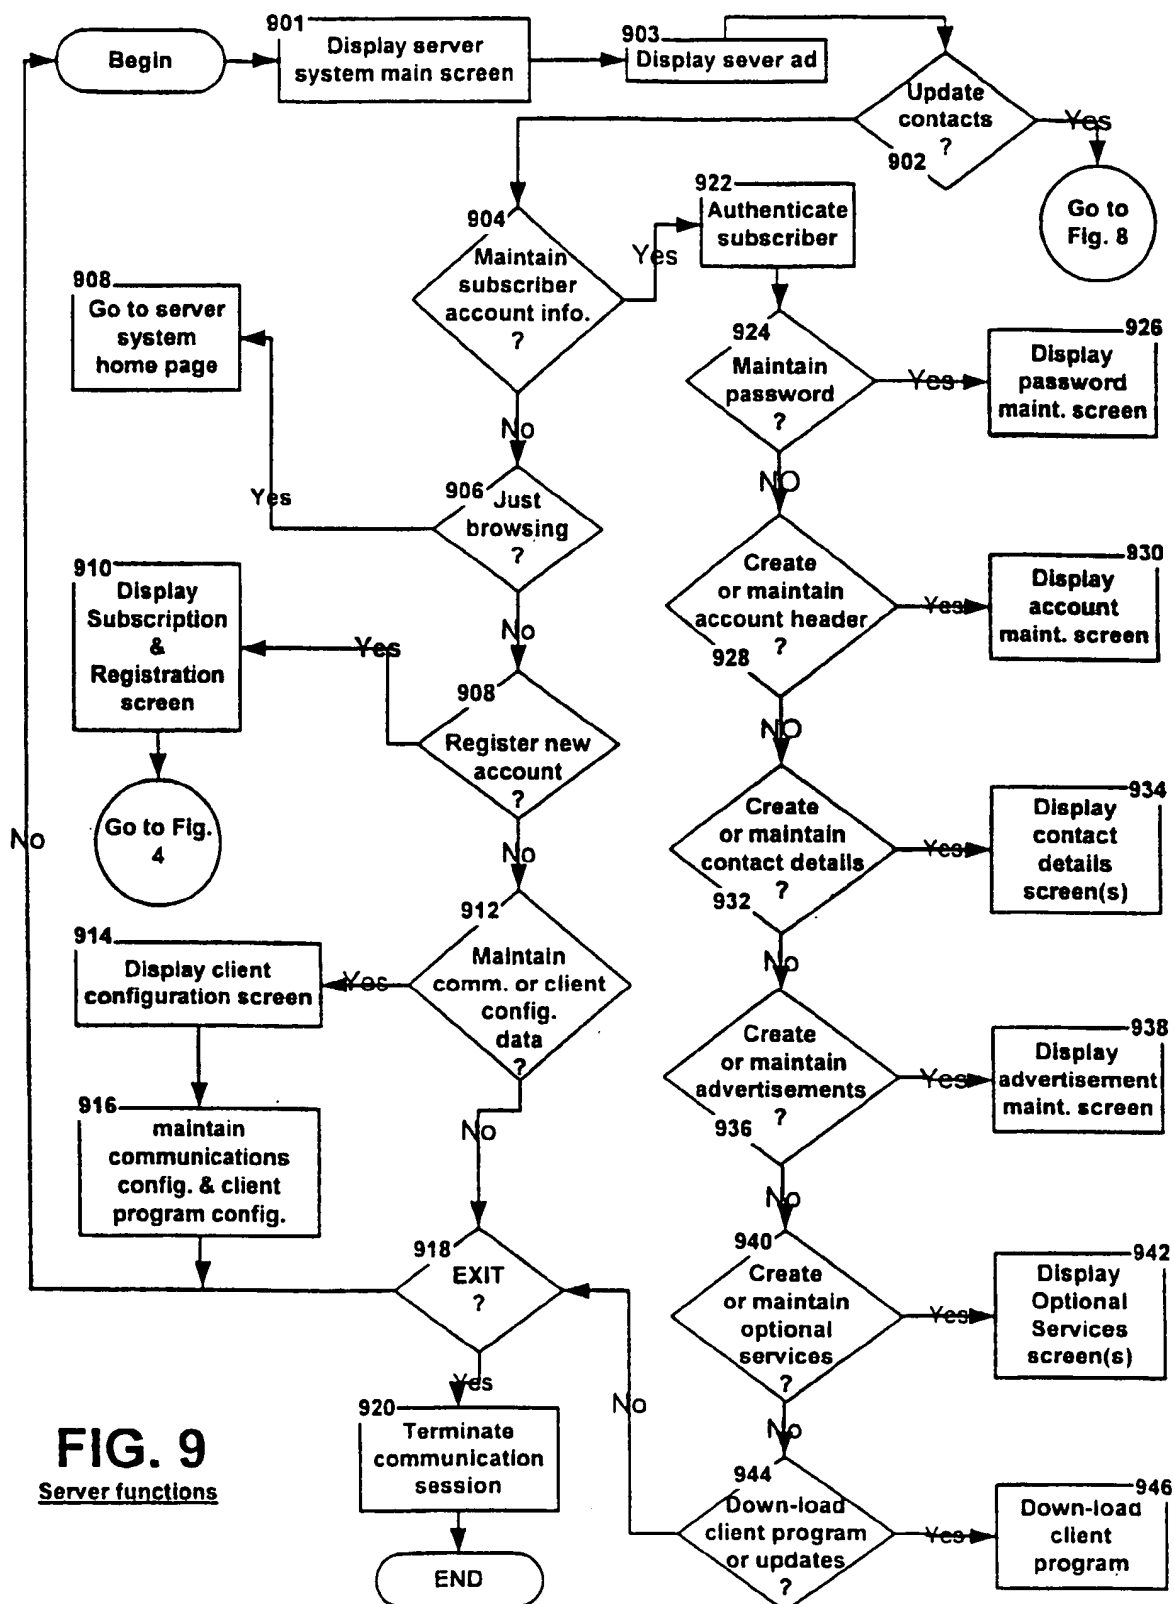 901
903
Begin
Display server
system main screen
Display sever ad
Update
contacts
?
902
Yes
Go to
Fig. 8
922
Authenticate
subscriber
904
Maintain
subscriber
account info.
?
Yes
908
Go to server
system
home page
924
Maintain
password
?
Yes
926
Display
password
maint. screen
No
906
Just
browsing
?
Yes
NO
910
Display
Subscription
&
Registration
screen
Create
or maintain
account header
?
928
Yes
930
Display
account
maint. screen
No
Yes
908
Register new
account
?
NO
Go to Fig.
4
No
No
Create
or maintain
contact details
?
932
Yes
934
Display
contact
details
screen(s)
912
Maintain
comm. or client
config.
data
?
Yes
914
Display client
configuration screen
No
Create
or maintain
advertisements
?
936
Yes
938
Display
advertisement
maint. screen
916
maintain
communications
config. & client
program config.
No
No
918
EXIT
?
940
Create
or maintain
optional
services
?
Yes
942
Display
Optional
Services
screen(s)
Yes
No
920
Terminate
communication
session
No
944
Down-load
client program
or updates
?
Yes
946
Down-load
client
program
END
FIG. 9
Server functions